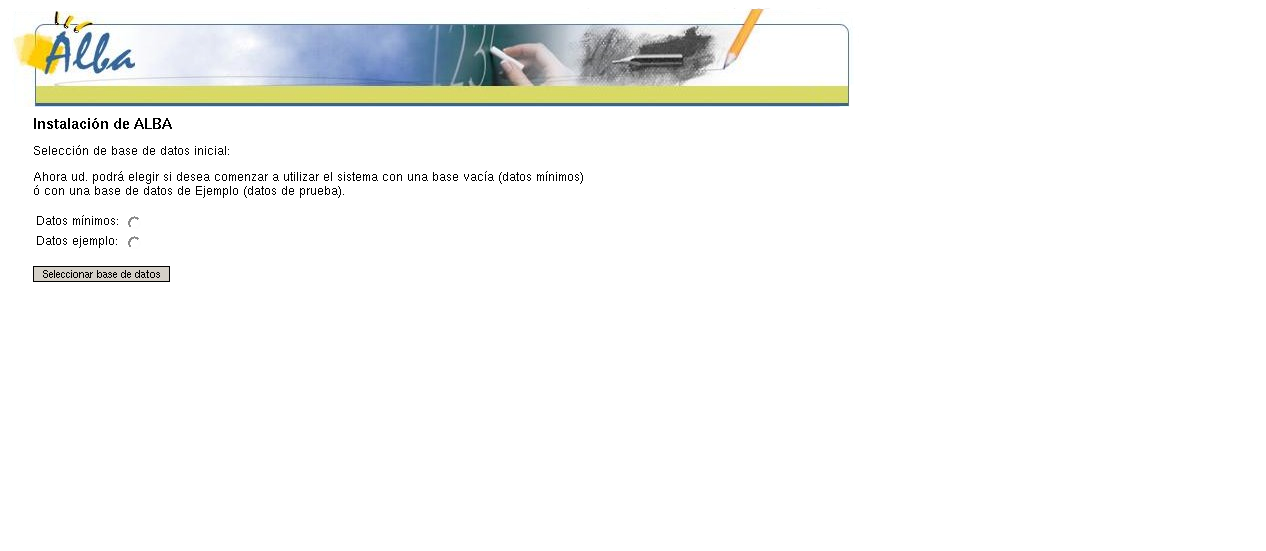 Alba
Instalación de ALBA
Selección de base de datos inicial:
Ahora ud. podrá elegir si desea comenzar a utilizar el sistema con una base vacía (datos mínimos)
ó con una base de datos de Ejemplo (datos de prueba).
Datos mínimos:
Datos ejemplo:
Seleccionar base de datos